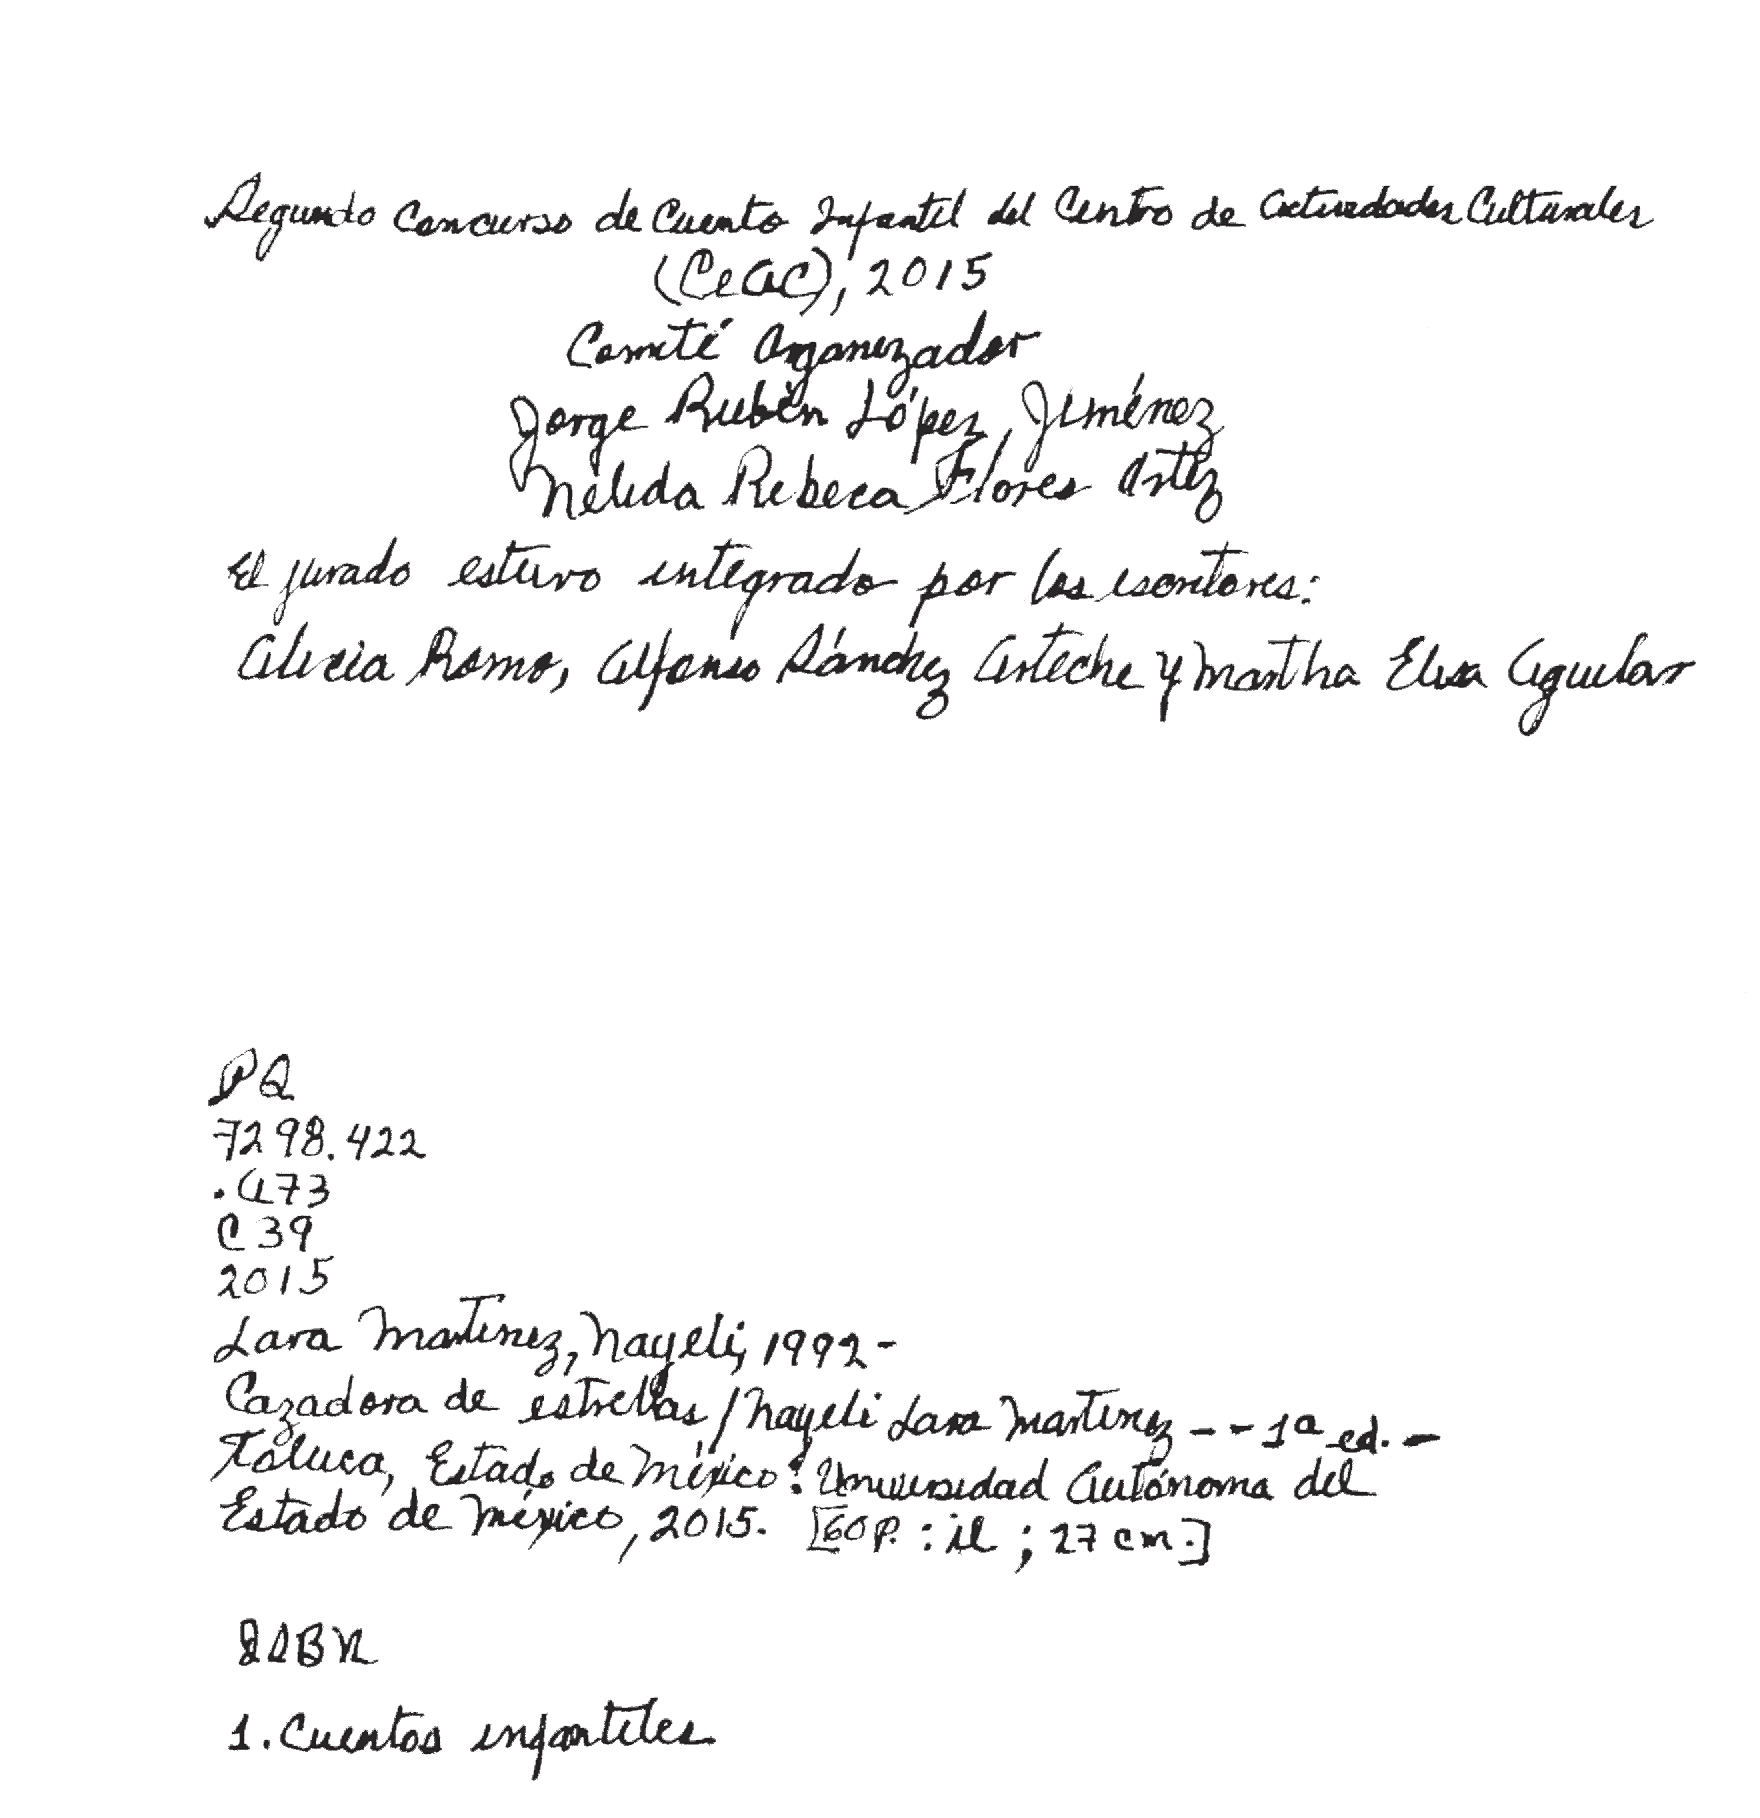 Segundo Concurso de Cuento Infantil del Centro de Actividades Culturales
(CeAC), 2015
Comité Organizador
Jorge Rubén López Jiménez
Nélida Rebeca Flores Ortiz
El jurado estuvo integrado por los escritores:
Alicia Romo, Alfonso Sánchez Arteche y Martha Elisa Aguilar
PQ
7298.422
.A73
C39
2015
Lara Martínez, Nayeli, 1992-
Cazadora de estrellas / Nayeli Lara Martínez -- 1ª ed. -
Toluca, Estado de México: Universidad Autónoma del
Estado de México, 2015. [60 P. : il ; 27 cm.]
ISBN
1. Cuentos infantiles